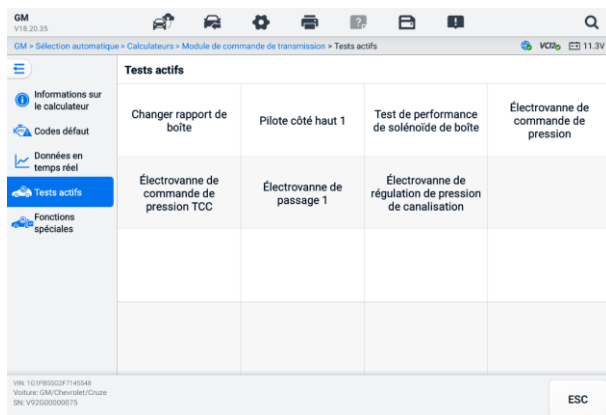 GM
V18.20.35
GM > Sélection automatique > Calculateurs > Module de commande de transmission > Tests actifs
VCI
11.3V
Tests actifs
Informations sur
le calculateur
Codes défaut
Données en
temps réel
Tests actifs
Fonctions
spéciales
Changer rapport de
boîte
Pilote côté haut 1
Test de performance
de solénoïde de boîte
Électrovanne de
commande de
pression
Électrovanne de
commande de
pression TCC
Électrovanne de
passage 1
Électrovanne de
régulation de pression
de canalisation
Voiture: GM/Chevrolet/Cruze
SN: V92G00000075
ESC